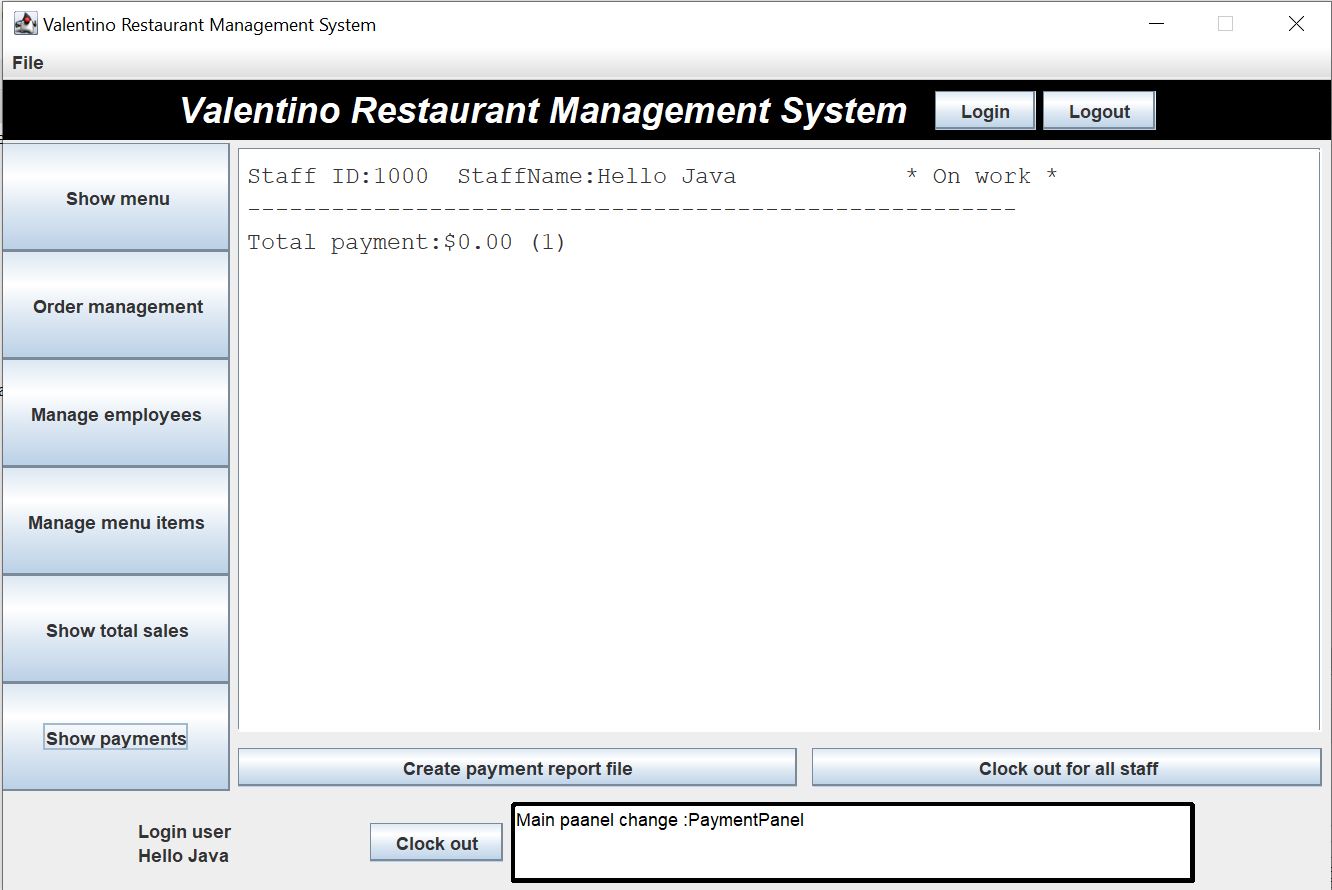 Valentino Restaurant Management System
File
Valentino Restaurant Management System
Login
Logout
Show menu
Order management
Manage employees
Manage menu items
Show total sales
Show payments
Staff ID:1000  StaffName:Hello Java            * On work *
-------------------------------------------------------
Total payment:$0.00 (1)
Create payment report file
Clock out for all staff
Login user
Hello Java
Clock out
Main paanel change :PaymentPanel